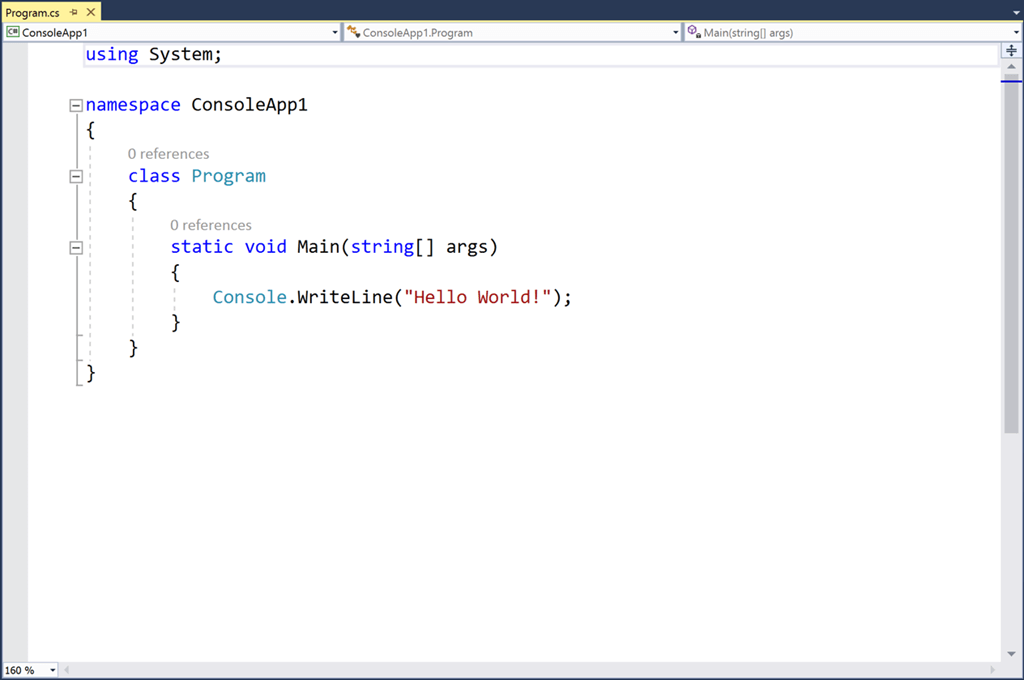 Program.cs
C# ConsoleApp1
ConsoleApp1.Program
Main(string[] args)
using System;
namespace ConsoleApp1
{
0 references
class Program
{
0 references
static void Main(string[] args)
{
Console.WriteLine("Hello World!");
}
}
}
160 %